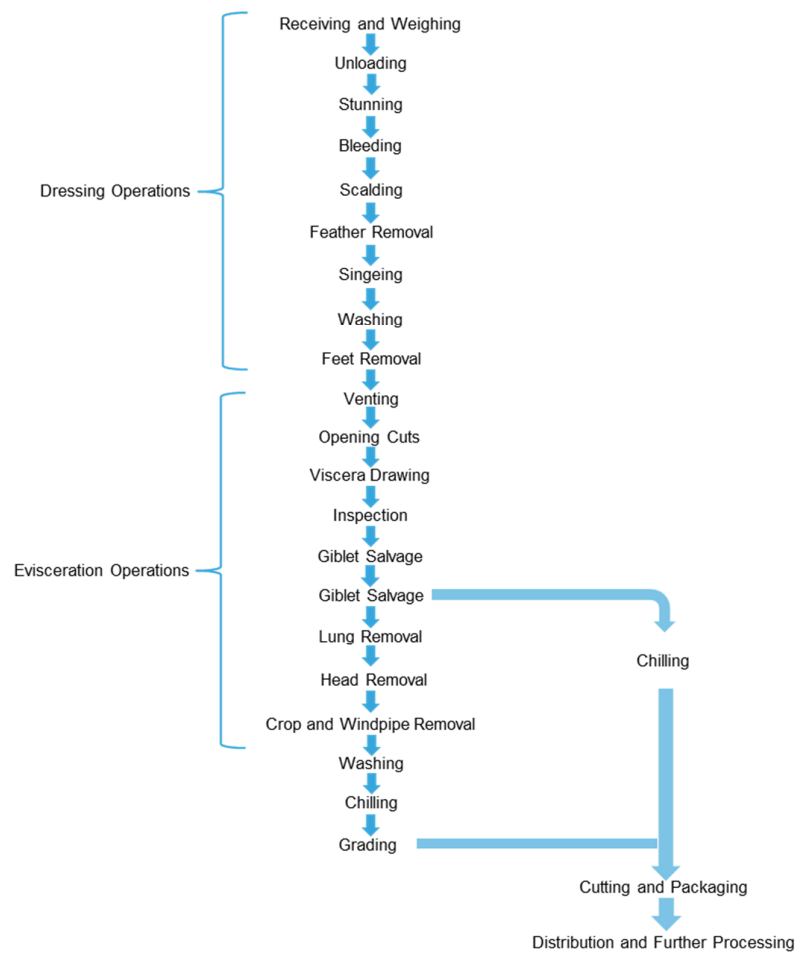 Receiving and Weighing
Unloading
Stunning
Bleeding
Dressing Operations
Scalding
Feather Removal
Singeing
Washing
Feet Removal
Venting
Opening Cuts
Viscera Drawing
Inspection
Giblet Salvage
Evisceration Operations
Giblet Salvage
Lung Removal
Chilling
Head Removal
Crop and Windpipe Removal
Washing
Chilling
Grading
Cutting and Packaging
Distribution and Further Processing